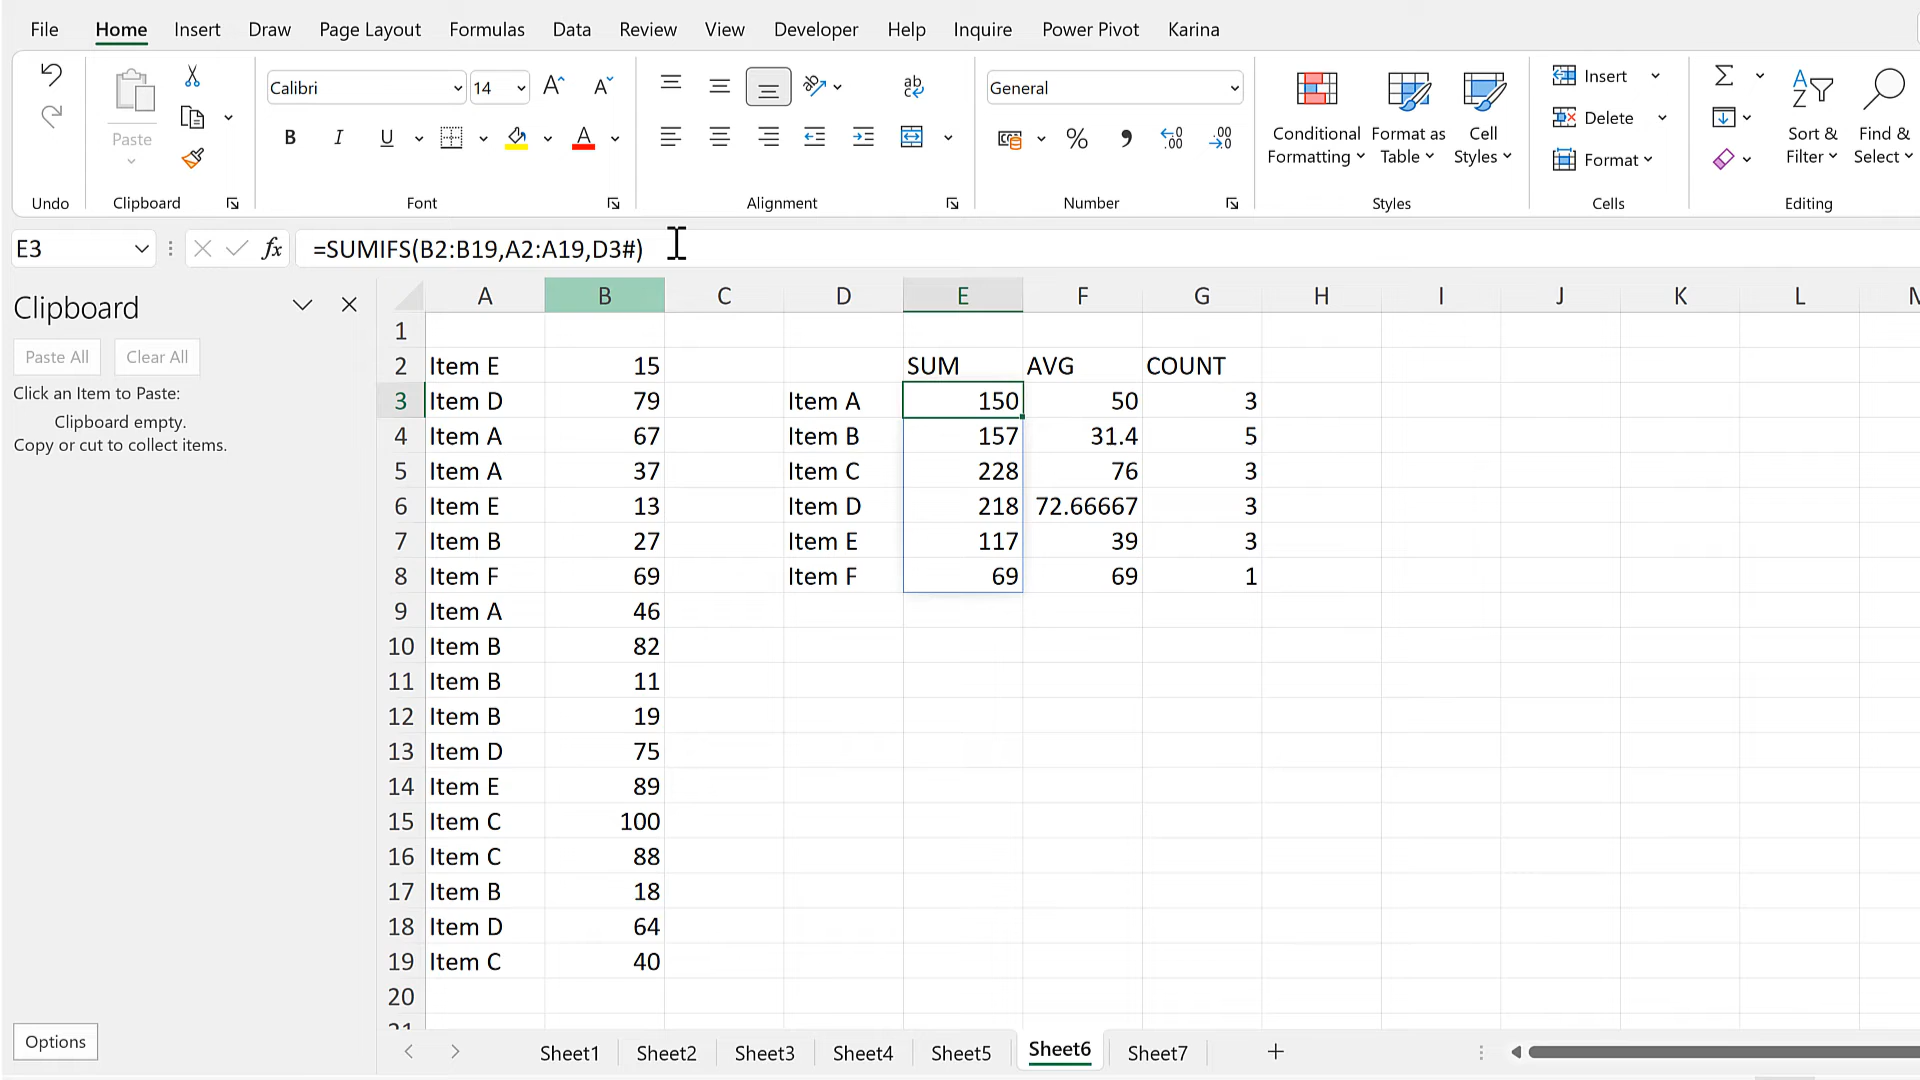 File Home Insert Draw Page Layout Formulas Data Review View Developer Help Inquire Power Pivot Karina
Calibri 14 General
Insert
Delete
Format
Paste
Conditional Formatting
Format as Table
Cell Styles
Sort & Filter
Find & Select
Undo Clipboard Font Alignment Number Styles Cells Editing
E3 fx =SUMIFS(B2:B19,A2:A19,D3#)
Clipboard
Paste All Clear All
Click an Item to Paste:
Clipboard empty.
Copy or cut to collect items.
Options
A B C D E F G H I J K L
1
2 Item E 15 SUM AVG COUNT
3 Item D 79 Item A 150 50 3
4 Item A 67 Item B 157 31.4 5
5 Item A 37 Item C 228 76 3
6 Item E 13 Item D 218 72.66667 3
7 Item B 27 Item E 117 39 3
8 Item F 69 Item F 69 69 1
9 Item A 46
10 Item B 82
11 Item B 11
12 Item B 19
13 Item D 75
14 Item E 89
15 Item C 100
16 Item C 88
17 Item B 18
18 Item D 64
19 Item C 40
20
Sheet1 Sheet2 Sheet3 Sheet4 Sheet5 Sheet6 Sheet7